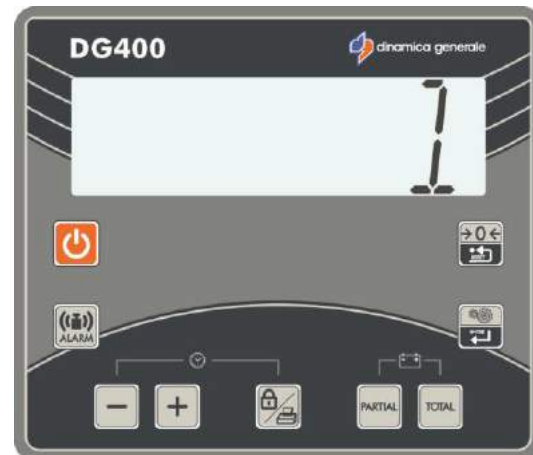 DG400 dinamica generale
1
→0←
ALARM
− +
PARTIAL TOTAL